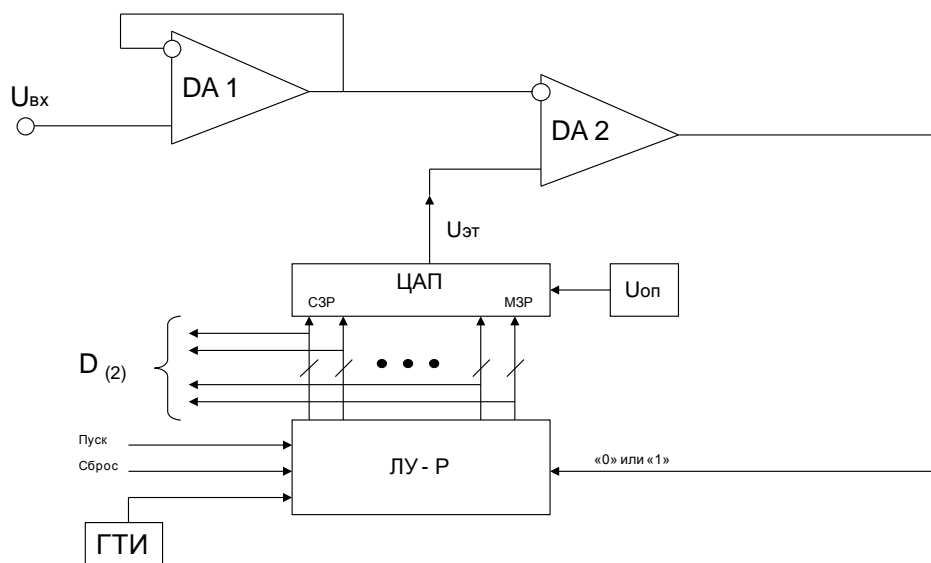 DA 1
Uвх
DA 2
Uэт
ЦАП
СЗР
МЗР
Uоп
D (2)
Пуск
Сброс
ЛУ - Р
«0» или «1»
ГТИ